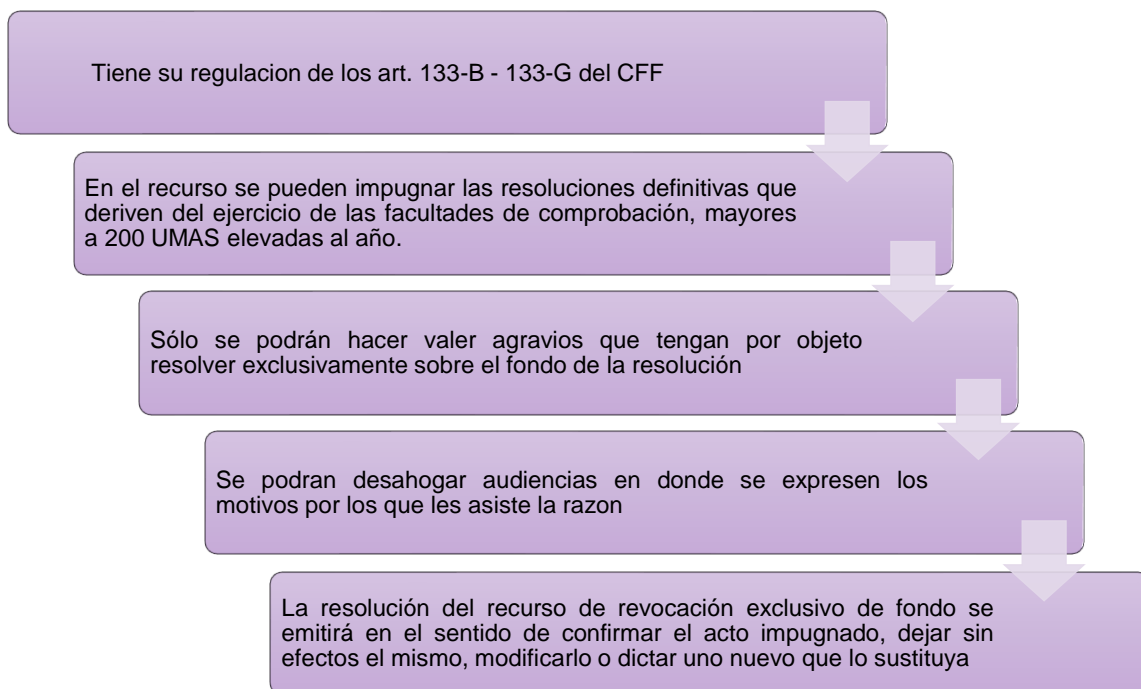 Tiene su regulacion de los art. 133-B - 133-G del CFF
En el recurso se pueden impugnar las resoluciones definitivas que
deriven del ejercicio de las facultades de comprobación, mayores
a 200 UMAS elevadas al año.
Sólo se podrán hacer valer agravios que tengan por objeto
resolver exclusivamente sobre el fondo de la resolución
Se podran desahogar audiencias en donde se expresen los
motivos por los que les asiste la razon
La resolución del recurso de revocación exclusivo de fondo se
emitirá en el sentido de confirmar el acto impugnado, dejar sin
efectos el mismo, modificarlo o dictar uno nuevo que lo sustituya